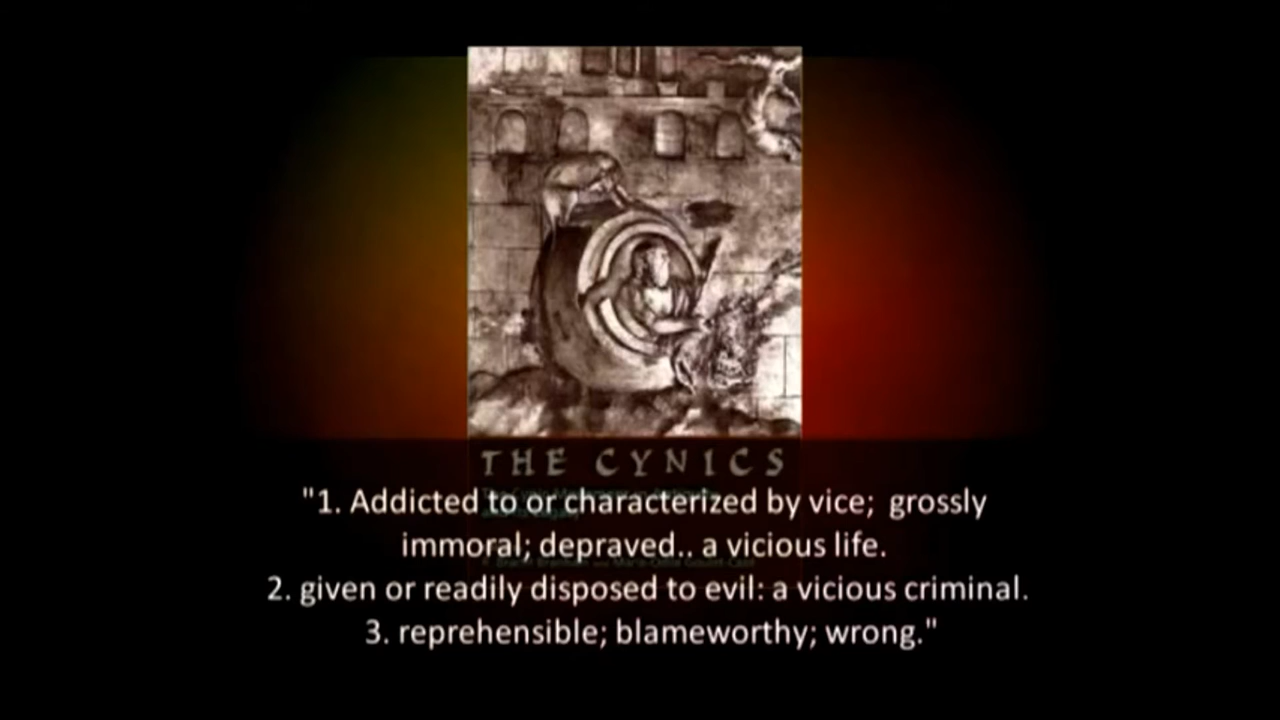 THE CYNICS
"1. Addicted to or characterized by vice;  grossly
immoral; depraved.. a vicious life.
2. given or readily disposed to evil: a vicious criminal.
3. reprehensible; blameworthy; wrong."